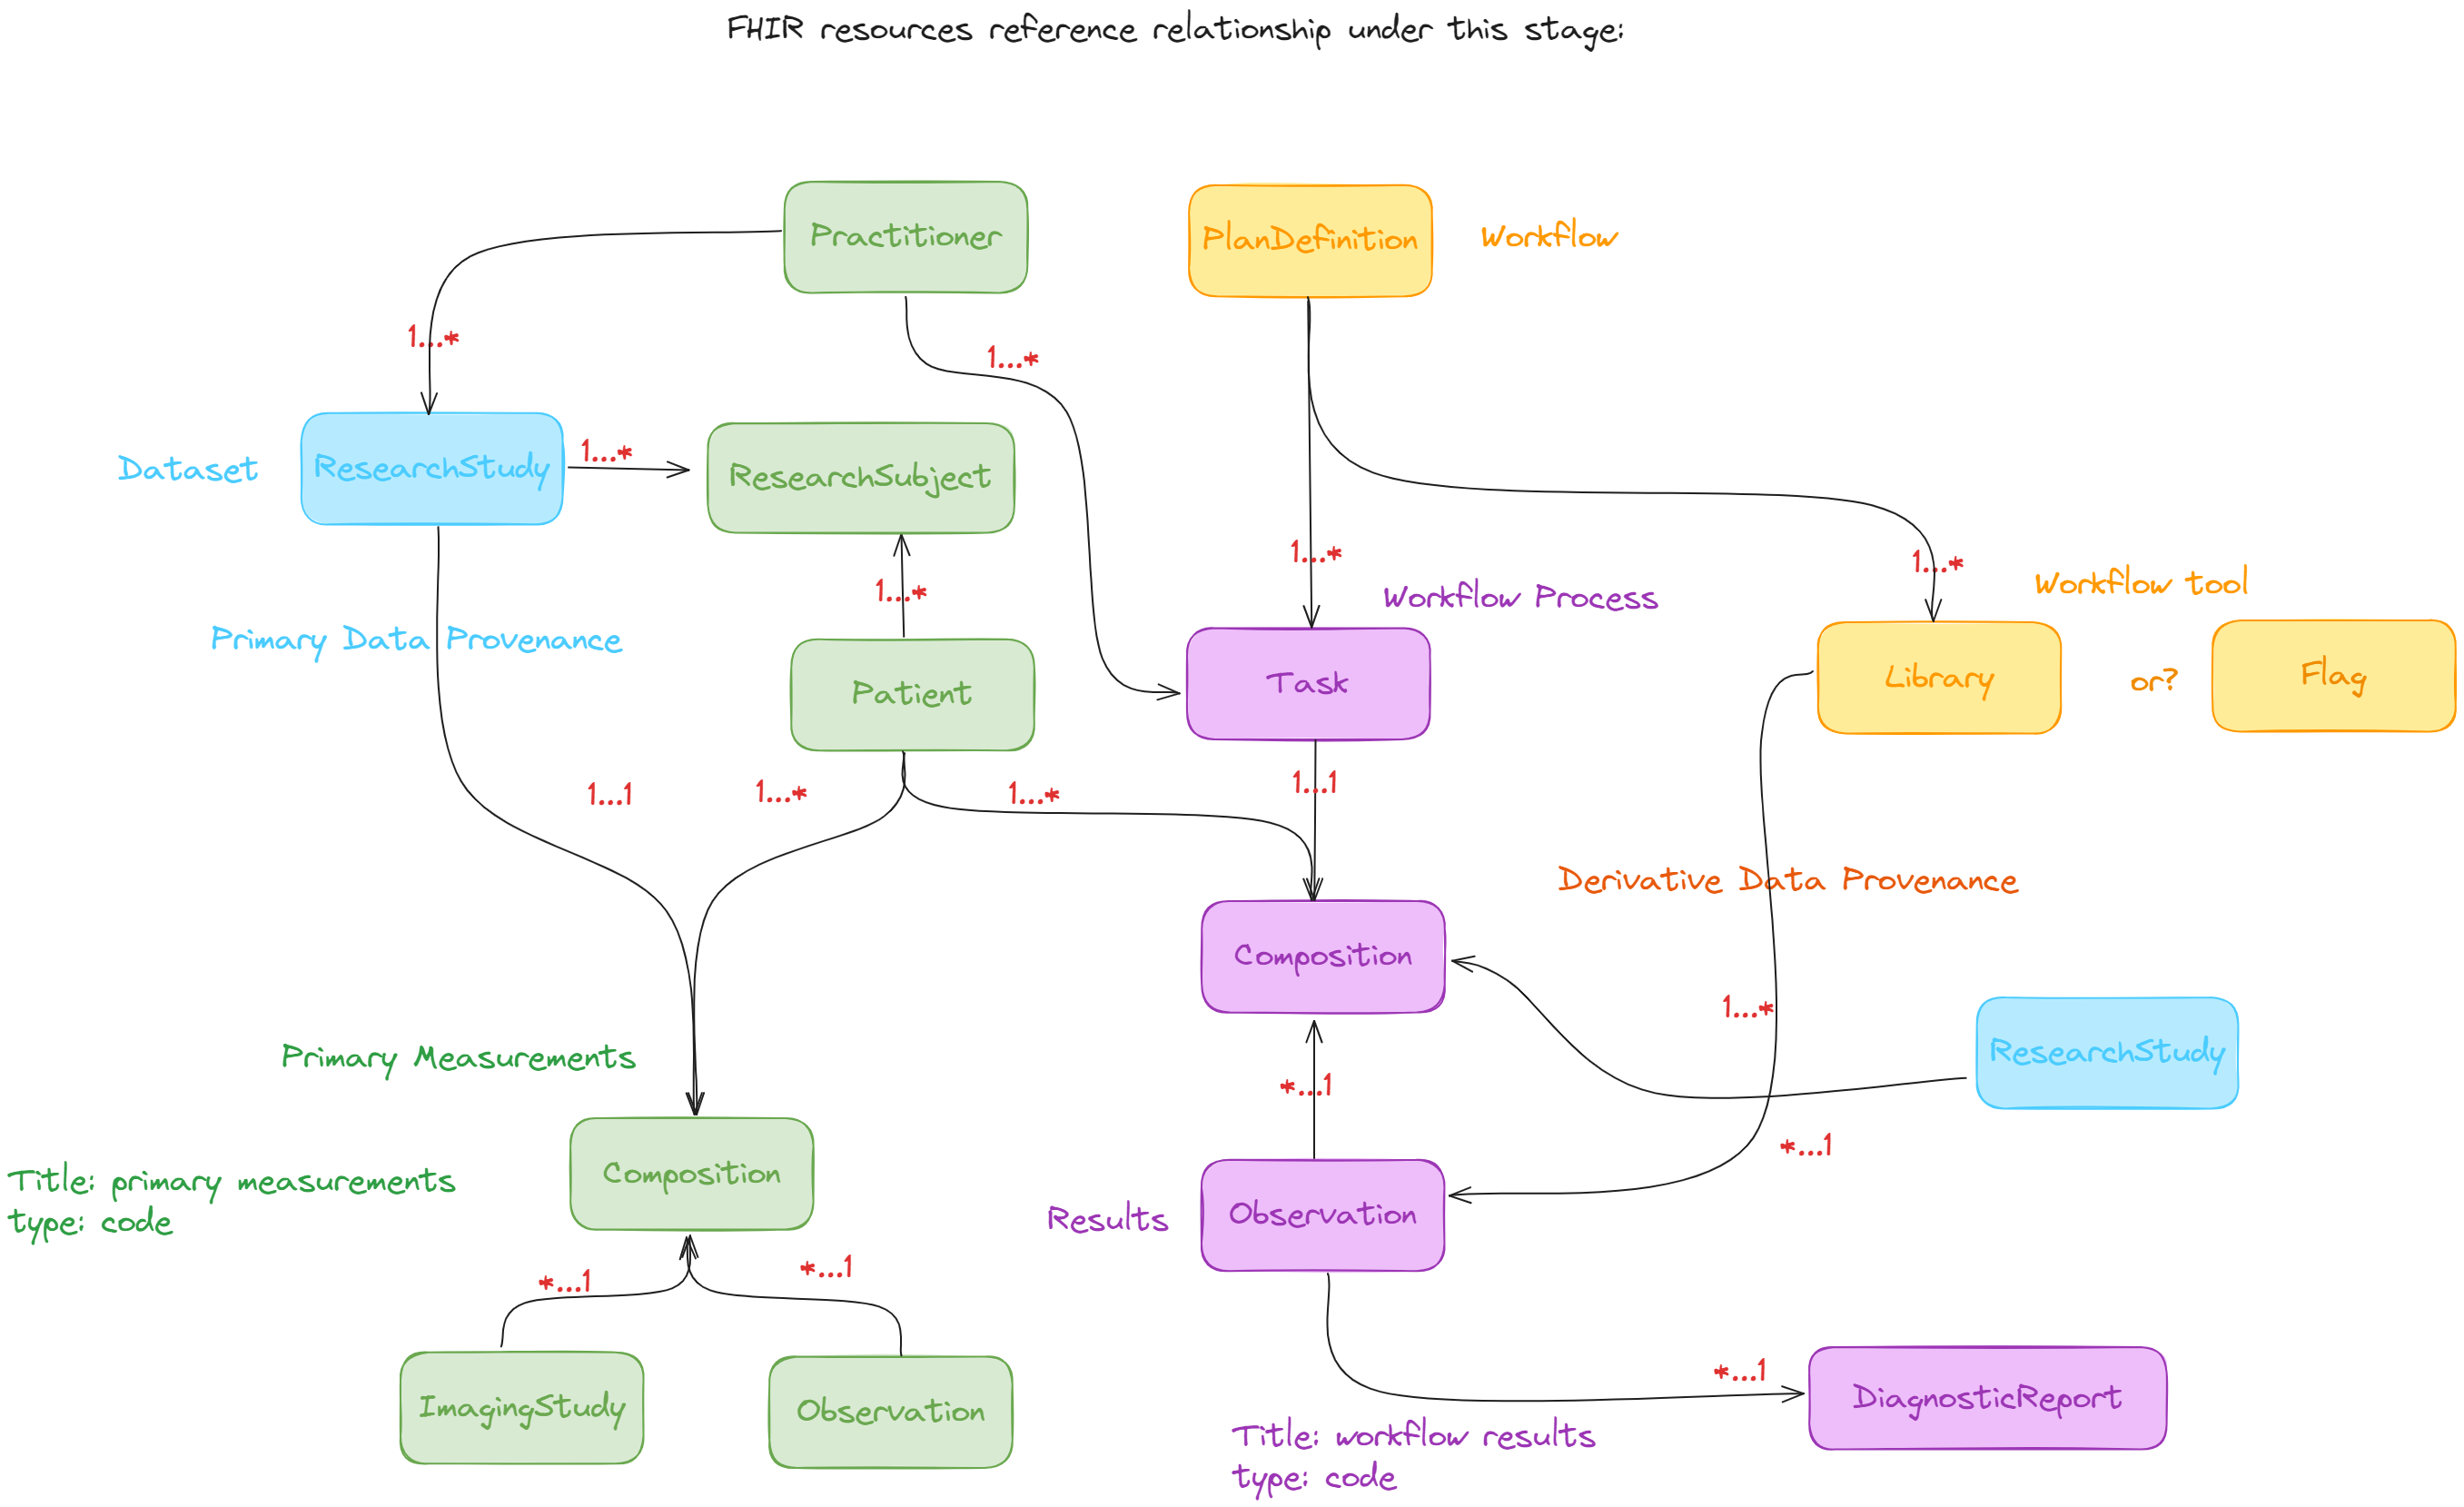 FHIR resources reference relationship under this stage:
Practitioner
PlanDefinition
Workflow
1...*
1...*
Dataset
ResearchStudy
1...*
ResearchSubject
1...*
1...*
1...*
Workflow Process
Workflow tool
Primary Data Provenance
Patient
Task
Library
or?
Flag
1...1
1...*
1...*
1...1
Derivative Data Provenance
Composition
1...*
ResearchStudy
Primary Measurements
*...1
*...1
Composition
Title: primary measurements
type: code
Results
Observation
*...1
*...1
ImagingStudy
Observation
*...1
DiagnosticReport
Title: workflow results
type: code